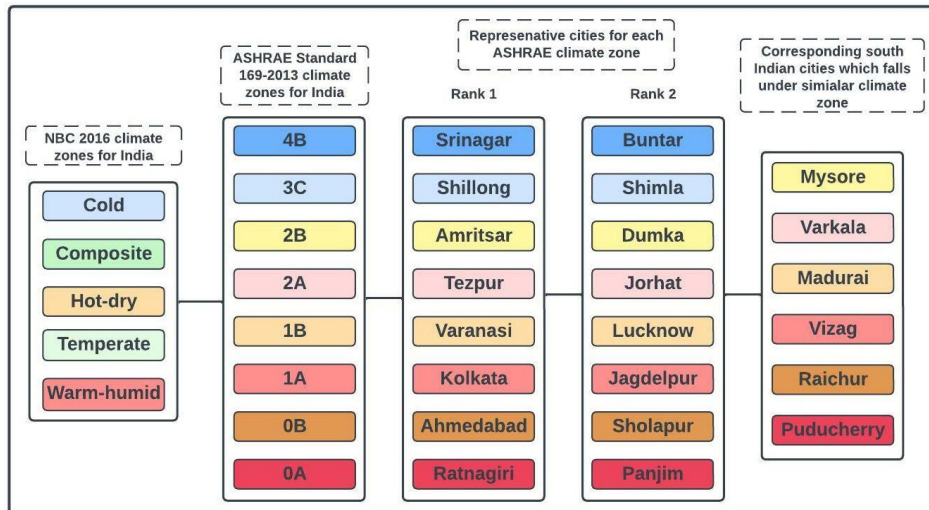 Represenative cities for each
ASHRAE climate zone
ASHRAE Standard
169-2013 climate
zones for India
Corresponding south
Indian cities which falls
under simialar climate
zone
Rank 1
Rank 2
NBC 2016 climate
zones for India
Cold
Composite
Hot-dry
Temperate
Warm-humid
4B
3C
2B
2A
1B
1A
0B
0A
Srinagar
Shillong
Amritsar
Tezpur
Varanasi
Kolkata
Ahmedabad
Ratnagiri
Buntar
Shimla
Dumka
Jorhat
Lucknow
Jagdelpur
Sholapur
Panjim
Mysore
Varkala
Madurai
Vizag
Raichur
Puducherry